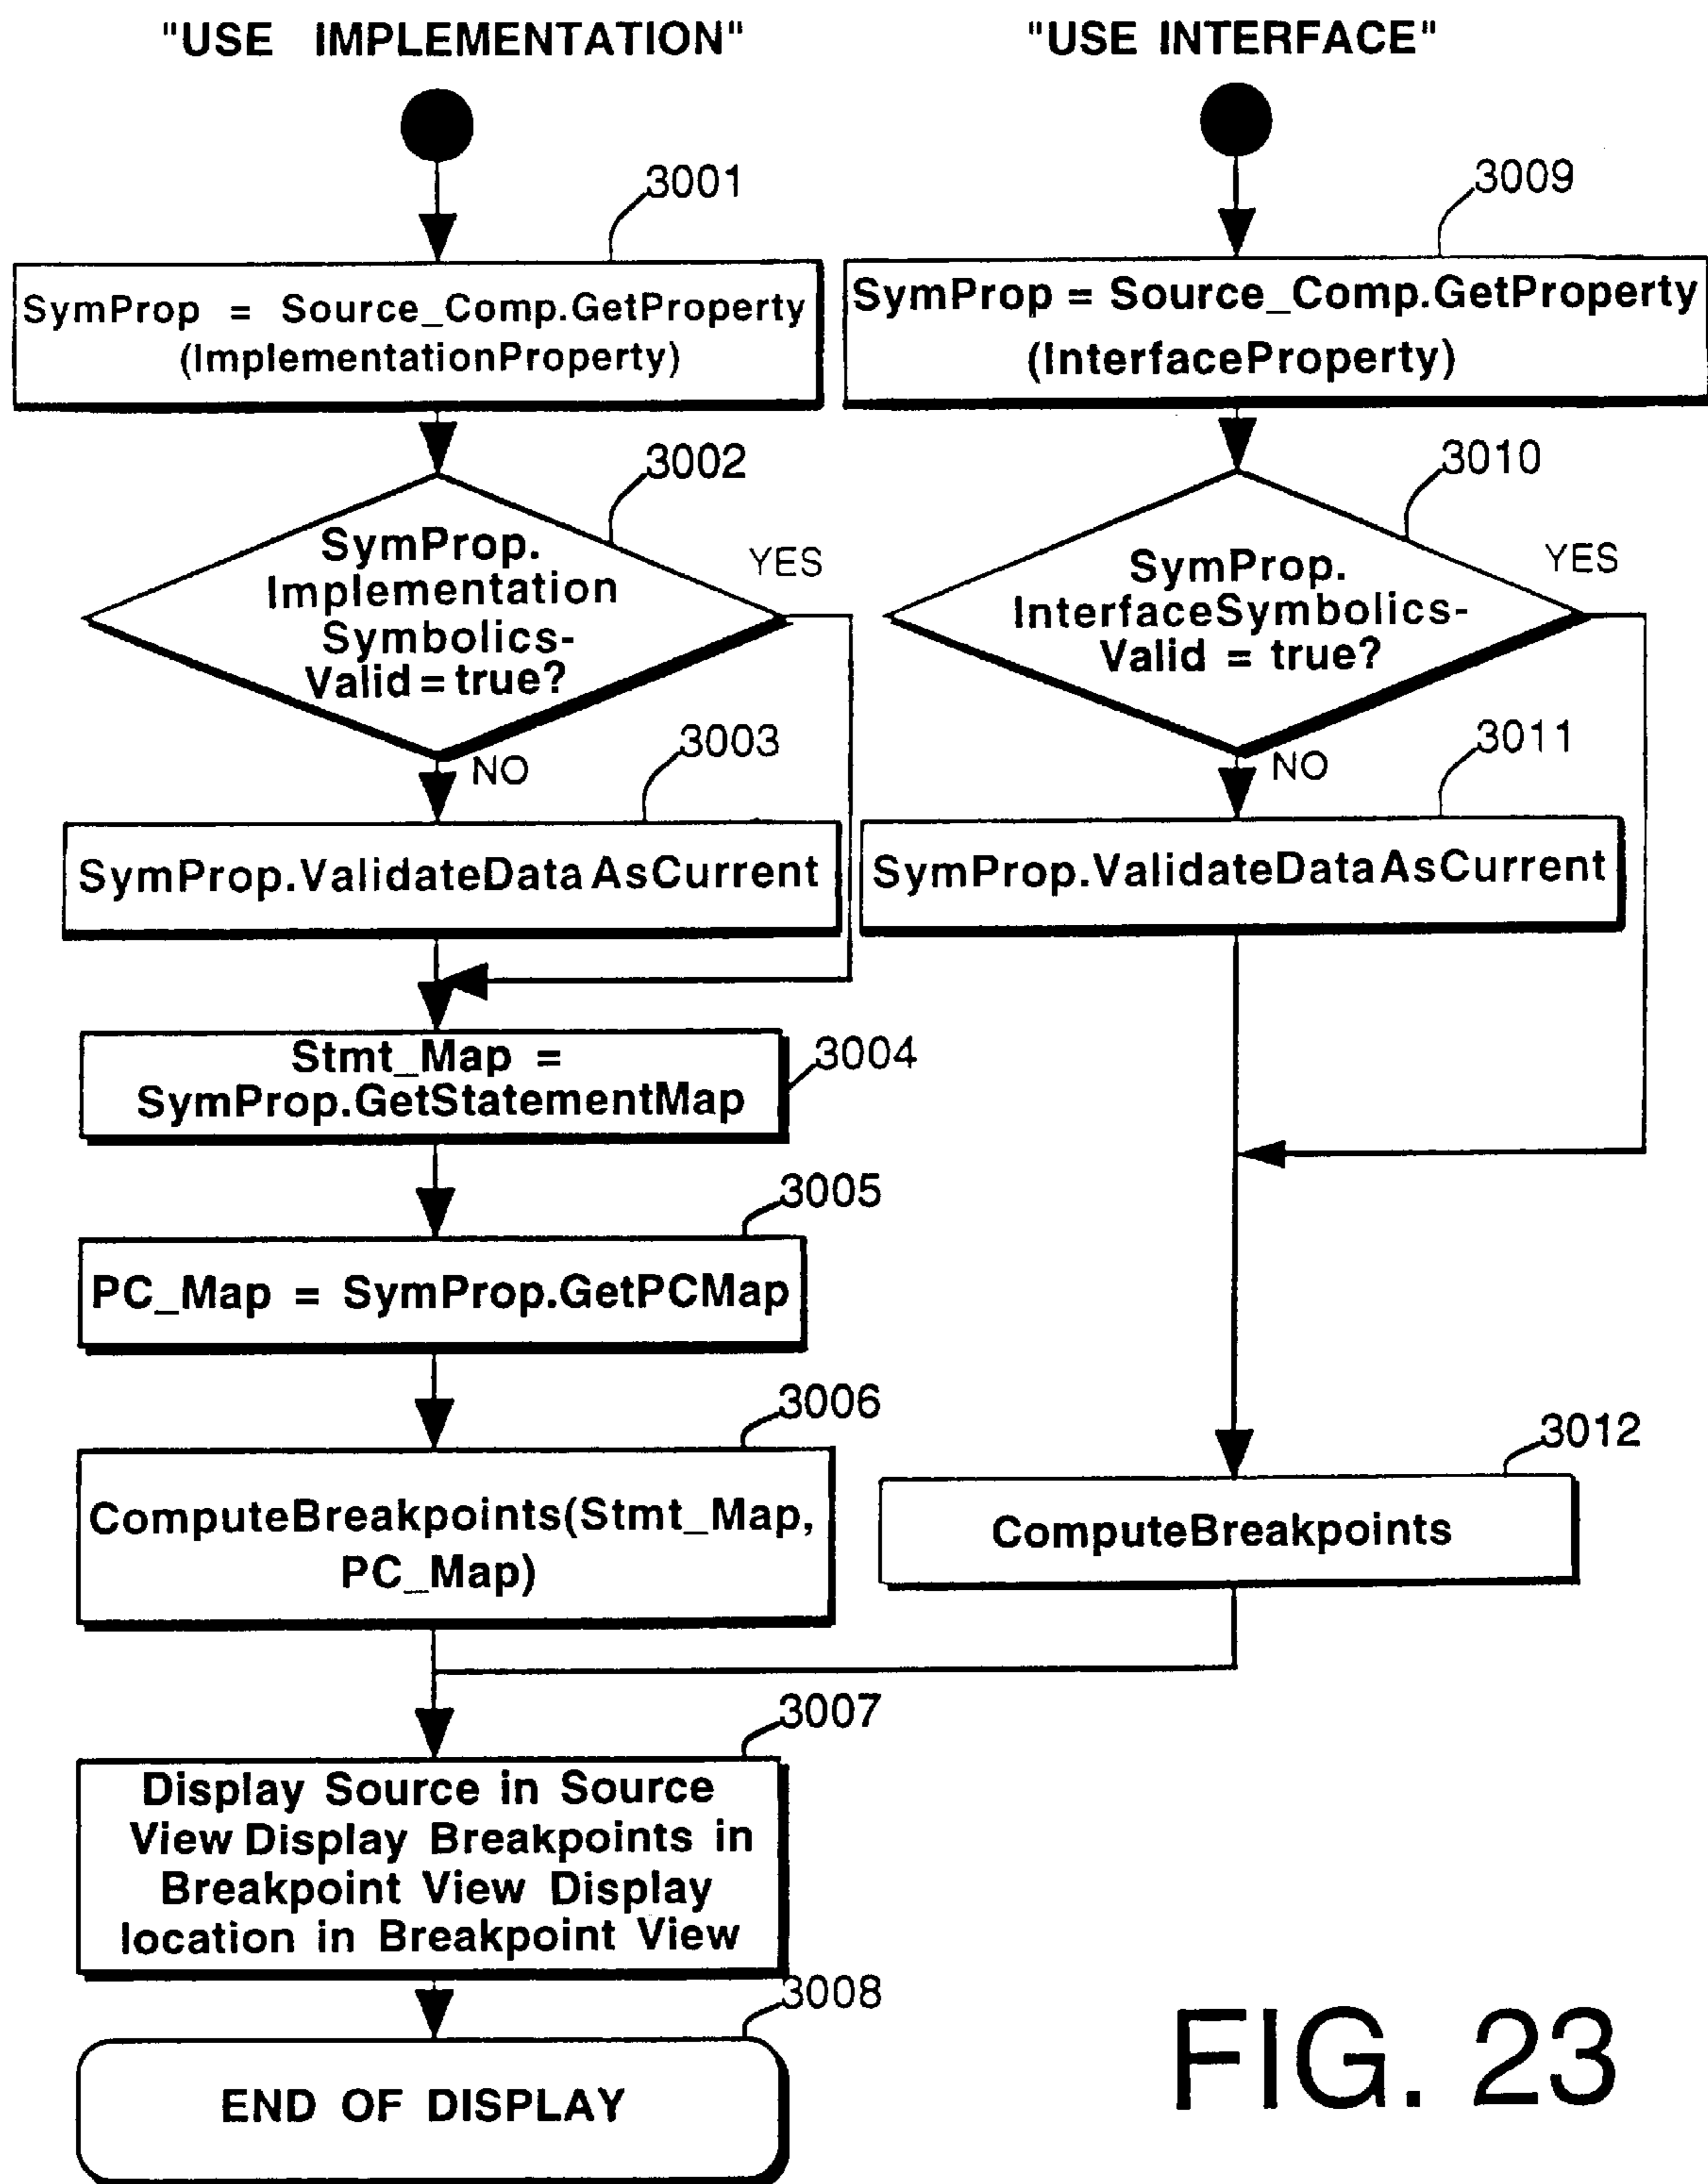 "USE IMPLEMENTATION"
"USE INTERFACE"
3001
3009
SymProp = Source_Comp.GetProperty
(ImplementationProperty)
SymProp = Source_Comp.GetProperty
(InterfaceProperty)
3002
3010
SymProp.
Implementation
Symbolics-
Valid = true?
YES
NO
SymProp.
InterfaceSymbolics-
Valid = true?
YES
NO
3003
3011
SymProp.ValidateDataAsCurrent
SymProp.ValidateDataAsCurrent
Stmt_Map =
SymProp.GetStatementMap
3004
3005
PC_Map = SymProp.GetPCMap
3006
3012
ComputeBreakpoints(Stmt_Map,
PC_Map)
ComputeBreakpoints
3007
Display Source in Source
View Display Breakpoints in
Breakpoint View Display
location in Breakpoint View
3008
END OF DISPLAY
FIG. 23